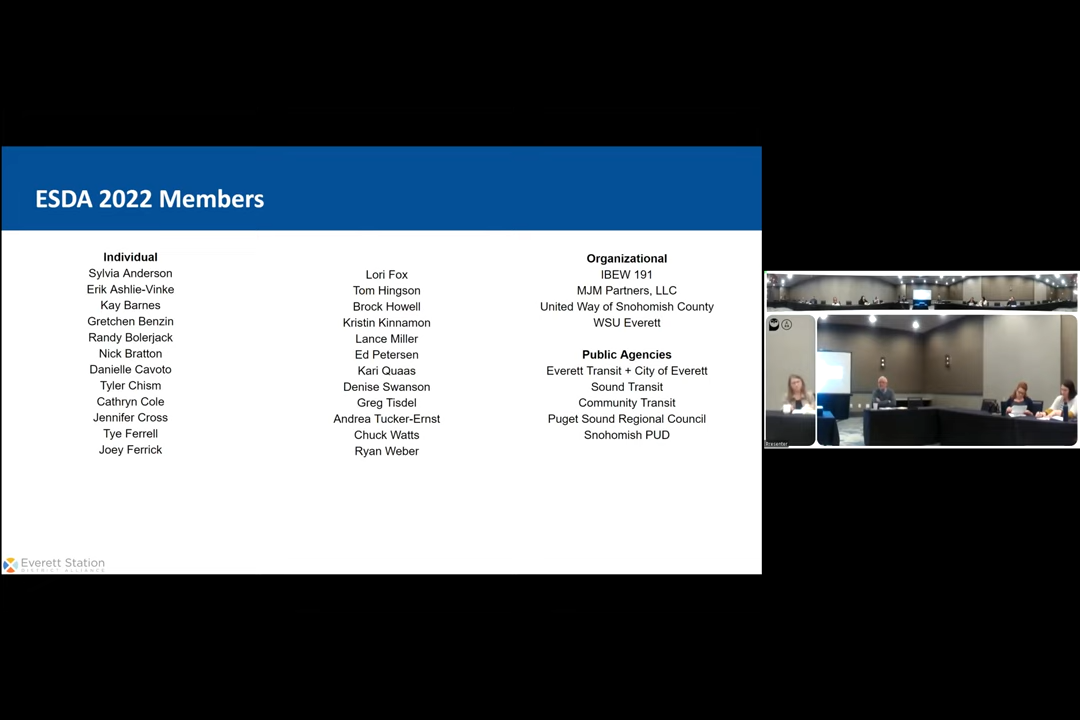 ESDA 2022 Members
Individual
Sylvia Anderson
Erik Ashlie-Vinke
Kay Barnes
Gretchen Benzin
Randy Bolerjack
Nick Bratton
Danielle Cavoto
Tyler Chism
Cathryn Cole
Jennifer Cross
Tye Ferrell
Joey Ferrick
Lori Fox
Tom Hingson
Brock Howell
Kristin Kinnamon
Lance Miller
Ed Petersen
Kari Quaas
Denise Swanson
Greg Tisdel
Andrea Tucker-Ernst
Chuck Watts
Ryan Weber
Organizational
IBEW 191
MJM Partners, LLC
United Way of Snohomish County
WSU Everett
Public Agencies
Everett Transit + City of Everett
Sound Transit
Community Transit
Puget Sound Regional Council
Snohomish PUD
Everett Station
DISTRICT ALLIANCE
Presenter